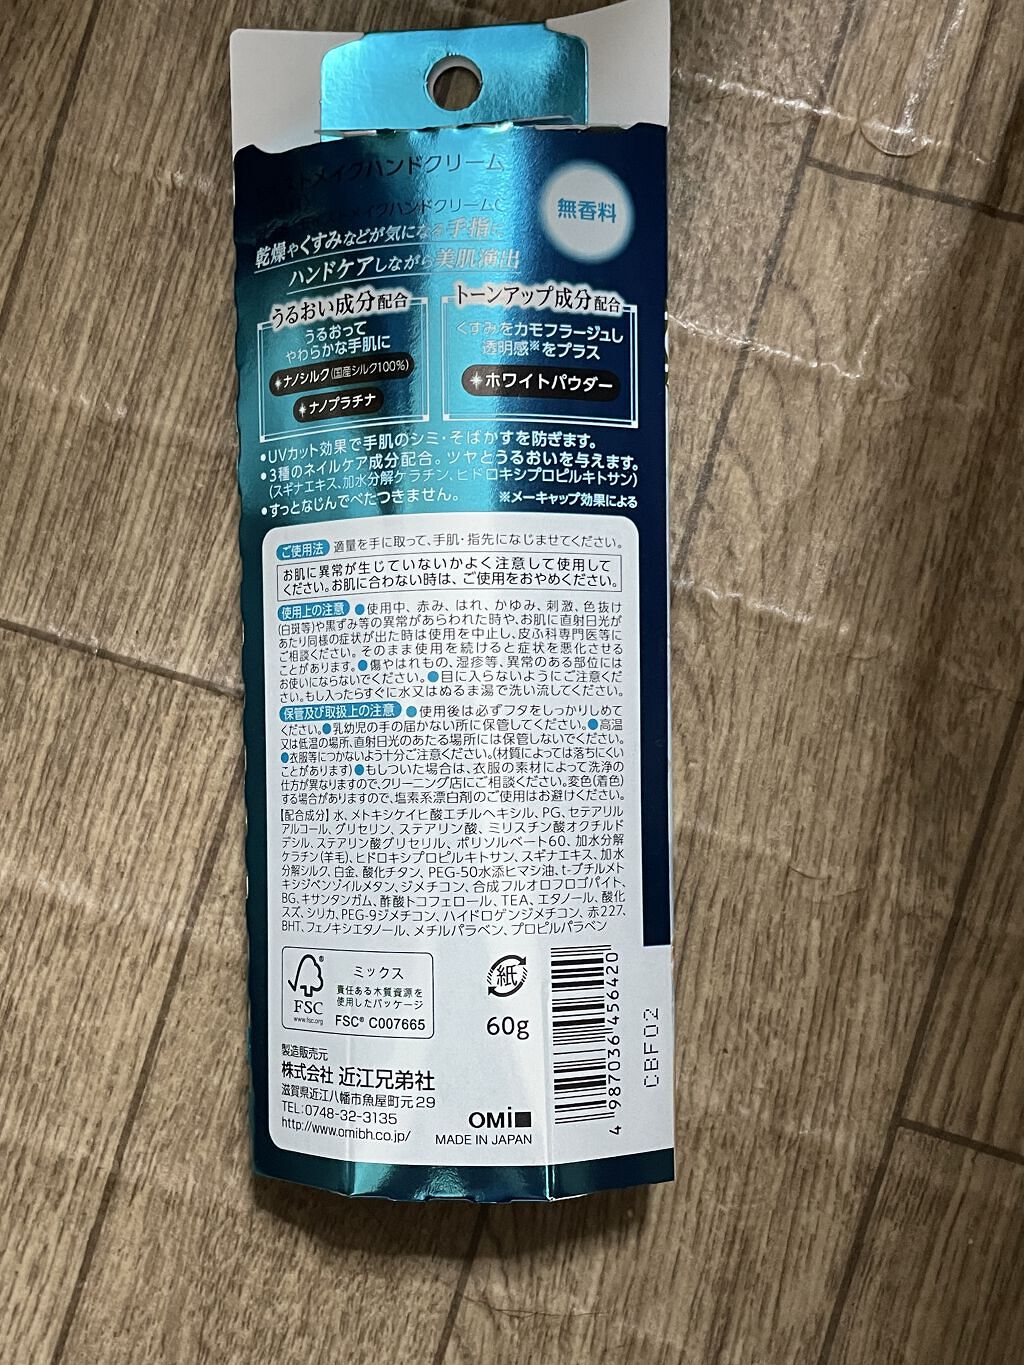 メイクハンドクリーム
メイクハンドクリームC
無香料
乾燥やくすみなどが気になる手指に
ハンドケアしながら美肌演出
うるおい成分配合
うるおって
やわらかな手肌に
✦ナノシルク(国産シルク100%)
✦ナノプラチナ
トーンアップ成分配合
くすみをカモフラージュし
透明感※をプラス
✦ホワイトパウダー
●UVカット効果で手肌のシミ・そばかすを防ぎます。
●3種のネイルケア成分配合。ツヤとうるおいを与えます。
(スギナエキス、加水分解ケラチン、ヒドロキシプロピルキトサン)
●すっとなじんでべたつきません。
※メーキャップ効果による
ご使用法 適量を手に取って、手肌・指先になじませてください。
お肌に異常が生じていないかよく注意して使用して
ください。お肌に合わない時は、ご使用をおやめください。
使用上の注意 ●使用中、赤み、はれ、かゆみ、刺激、色抜け
(白斑等)や黒ずみ等の異常があらわれた時や、お肌に直射日光が
あたり同様の症状が出た時は使用を中止し、皮ふ科専門医等に
ご相談ください。そのまま使用を続けると症状を悪化させる
ことがあります。●傷やはれもの、湿疹等、異常のある部位には
お使いにならないでください。●目に入らないようにご注意くだ
さい。もし入ったらすぐに水又はぬるま湯で洗い流してください。
保管及び取扱上の注意 ●使用後は必ずフタをしっかりしめて
ください。●乳幼児の手の届かない所に保管してください。●高温
又は低温の場所、直射日光のあたる場所には保管しないでください。
●衣服等につかないよう十分ご注意ください。(材質によっては落ちにくい
ことがあります)●もしついた場合は、衣服の素材によって洗浄の
仕方が異なりますので、クリーニング店にご相談ください。変色(着色)
する場合がありますので、塩素系漂白剤のご使用はお避けください。
【配合成分】水、メトキシケイヒ酸エチルヘキシル、PG、セテアリル
アルコール、グリセリン、ステアリン酸、ミリスチン酸オクチルド
デシル、ステアリン酸グリセリル、ポリソルベート60、加水分解
ケラチン(羊毛)、ヒドロキシプロピルキトサン、スギナエキス、加水
分解シルク、白金、酸化チタン、PEG-50水添ヒマシ油、t-ブチルメト
キシジベンゾイルメタン、ジメチコン、合成フルオロフロゴパイト、
BG、キサンタンガム、酢酸トコフェロール、TEA、エタノール、酸化
スズ、シリカ、PEG-9ジメチコン、ハイドロゲンジメチコン、赤227、
BHT、フェノキシエタノール、メチルパラベン、プロピルパラベン
FSC
www.fsc.org
ミックス
責任ある木質資源を
使用したパッケージ
FSC® C007665
紙
60g
製造販売元
株式会社 近江兄弟社
滋賀県近江八幡市魚屋町元29
TEL:0748-32-3135
http://www.omibh.co.jp/
OMI
MADE IN JAPAN
4 987036 456420
CBF02